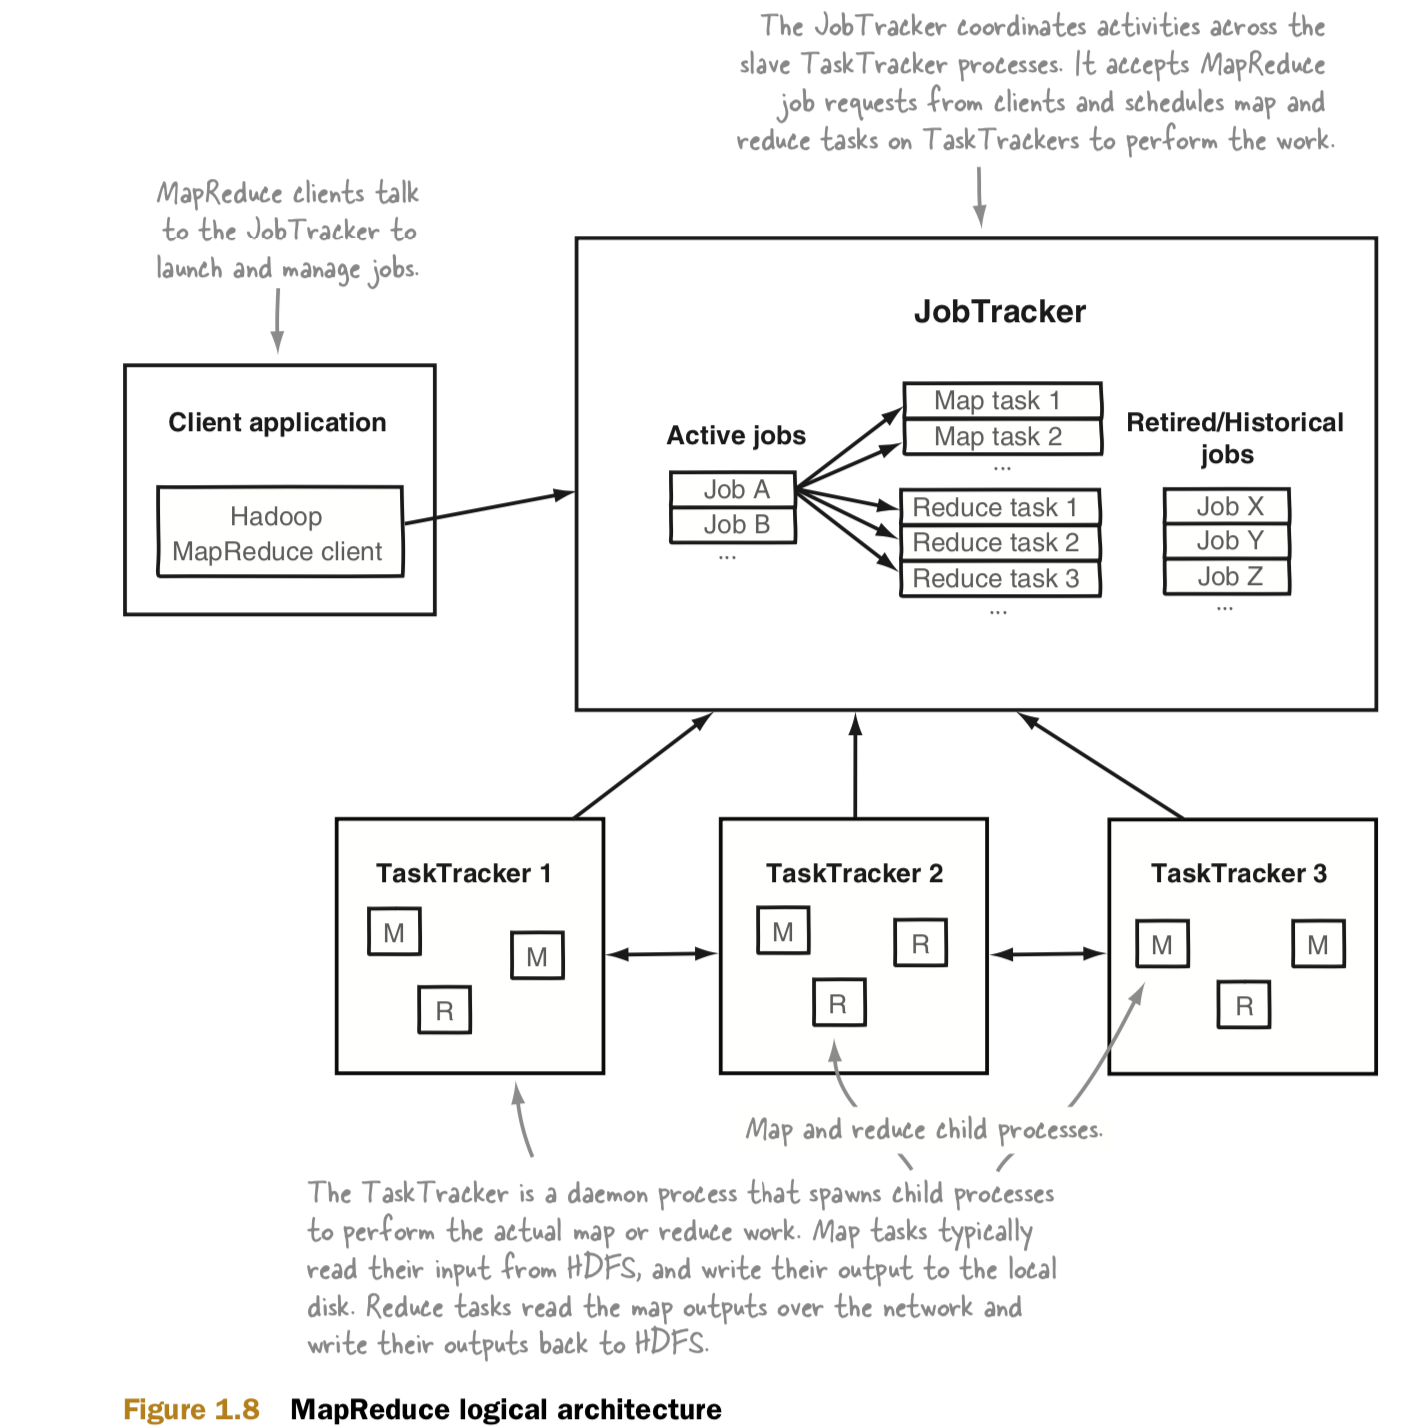 The JobTracker coordinates activities across the
slave TaskTracker processes. It accepts MapReduce
job requests from clients and schedules map and
reduce tasks on TaskTrackers to perform the work.
MapReduce clients talk
to the JobTracker to
launch and manage jobs.
JobTracker
Client application
Hadoop
MapReduce client
Active jobs
Job A
Job B
...
Map task 1
Map task 2
...
Reduce task 1
Reduce task 2
Reduce task 3
...
Retired/Historical
jobs
Job X
Job Y
Job Z
...
TaskTracker 1
M
M
R
TaskTracker 2
M
R
R
TaskTracker 3
M
M
R
Map and reduce child processes.
The TaskTracker is a daemon process that spawns child processes
to perform the actual map or reduce work. Map tasks typically
read their input from HDFS, and write their output to the local
disk. Reduce tasks read the map outputs over the network and
write their outputs back to HDFS.
Figure 1.8 MapReduce logical architecture